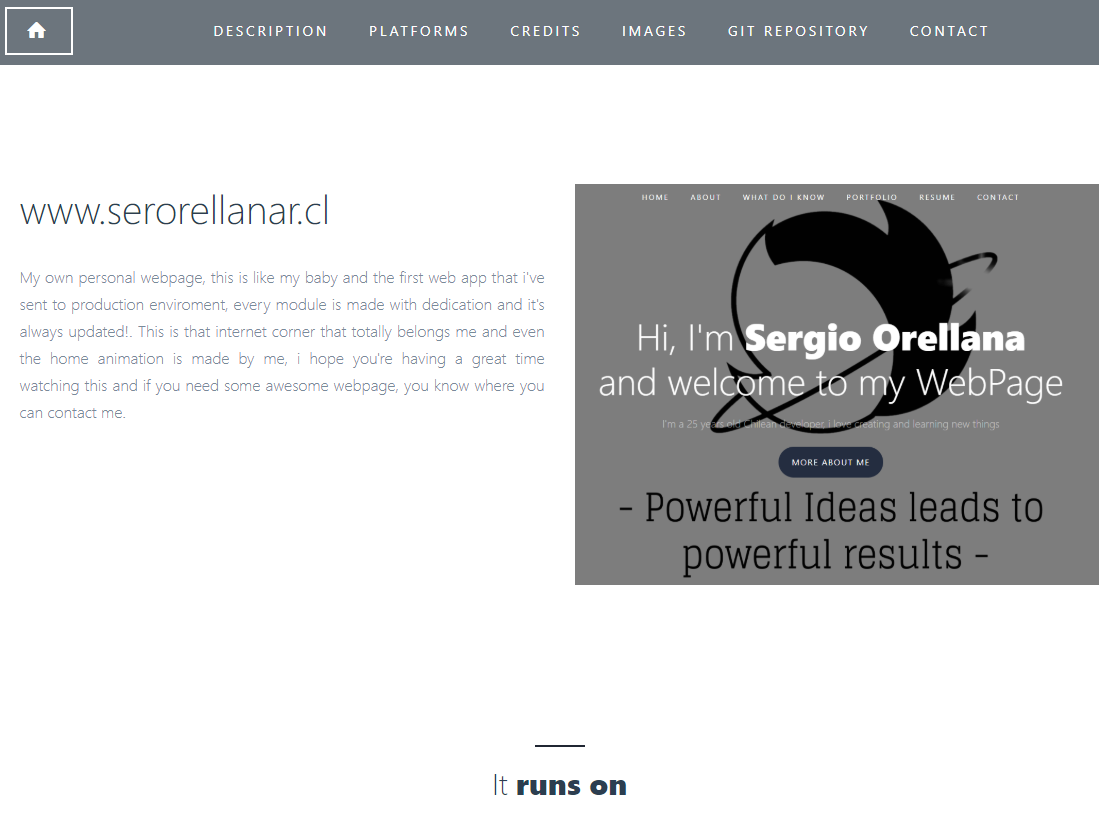 DESCRIPTION PLATFORMS CREDITS IMAGES GIT REPOSITORY CONTACT
www.serorellanar.cl
My own personal webpage, this is like my baby and the first web app that i've
sent to production enviroment, every module is made with dedication and it's
always updated!. This is that internet corner that totally belongs me and even
the home animation is made by me, i hope you're having a great time
watching this and if you need some awesome webpage, you know where you
can contact me.
HOME ABOUT WHAT DO I KNOW PORTFOLIO RESUME CONTACT
Hi, I'm Sergio Orellana
and welcome to my WebPage
I'm a 25 years old Chilean developer, i love creating and learning new things
MORE ABOUT ME
- Powerful Ideas leads to
powerful results -
It runs on